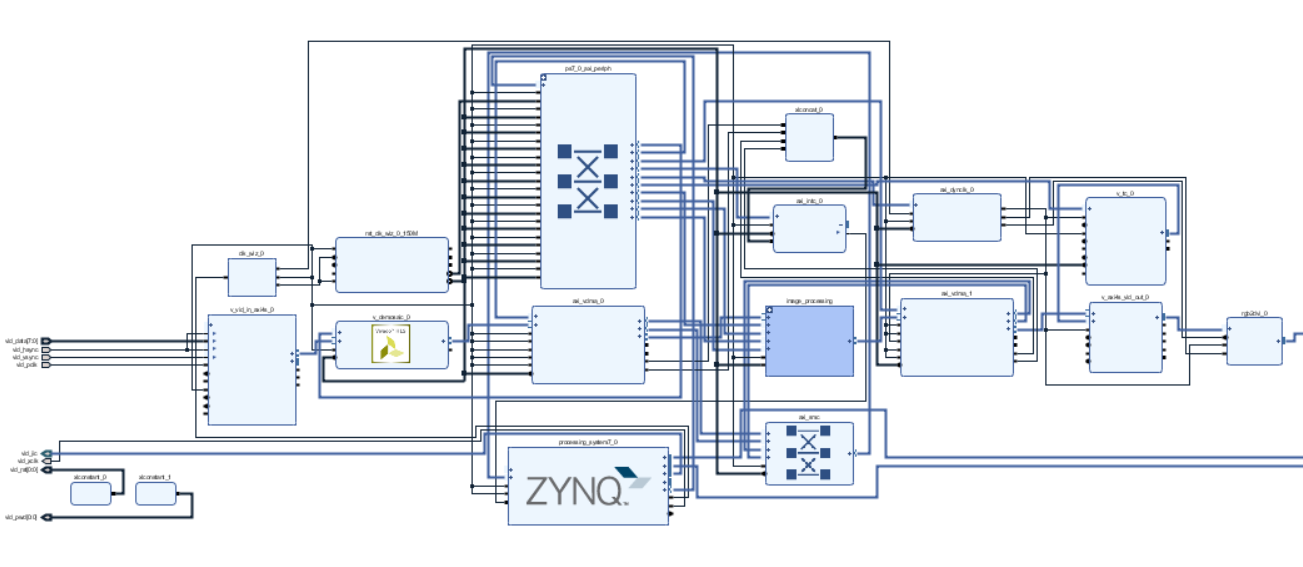 ps7_0_axi_periph
xlconcat_0
axi_dynclk_0
v_tc_0
axi_intc_0
rst_clk_wiz_0_150M
clk_wiz_0
v_vid_in_axi4s_0
v_demosaic_0
axi_vdma_0
image_processing
axi_vdma_1
v_axi4s_vid_out_0
rgb2dvi_0
vid_data[7:0]
vid_hsync
vid_vsync
vid_pclk
axi_smc
processing_system7_0
ZYNQ
vid_iic
vid_xclk
vid_rst[0:0]
xlconstant_0
xlconstant_1
vid_pwd[0:0]